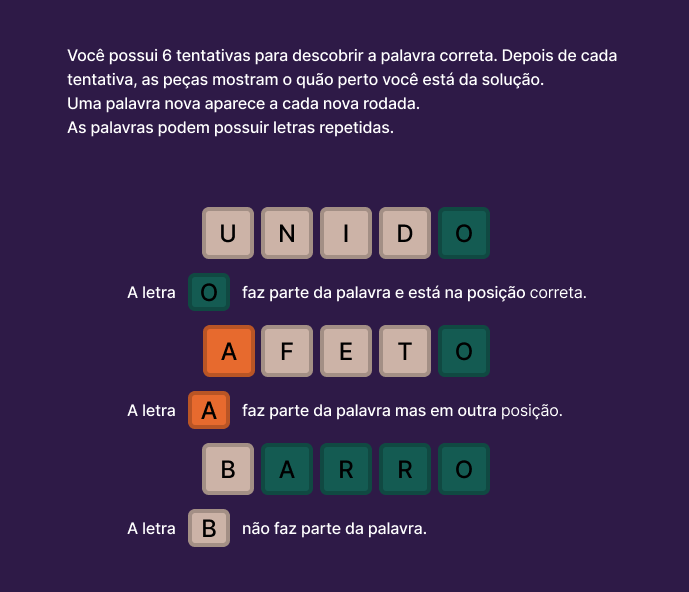 Você possui 6 tentativas para descobrir a palavra correta. Depois de cada
tentativa, as peças mostram o quão perto você está da solução.
Uma palavra nova aparece a cada nova rodada.
As palavras podem possuir letras repetidas.
U N I D O
A letra O faz parte da palavra e está na posição correta.
A F E T O
A letra A faz parte da palavra mas em outra posição.
B A R R O
A letra B não faz parte da palavra.